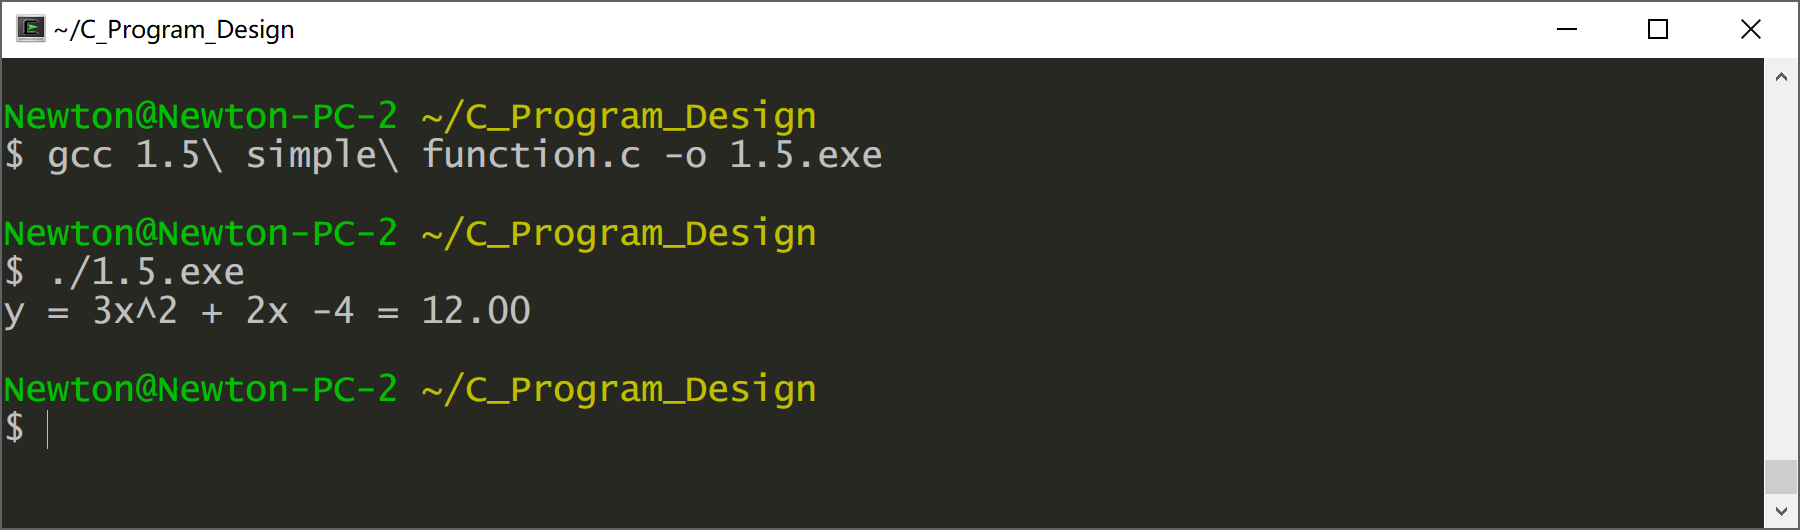 ~/C_Program_Design
Newton@Newton-PC-2 ~/C_Program_Design
$ gcc 1.5\ simple\ function.c -o 1.5.exe
Newton@Newton-PC-2 ~/C_Program_Design
$ ./1.5.exe
y = 3x^2 + 2x -4 = 12.00
Newton@Newton-PC-2 ~/C_Program_Design
$